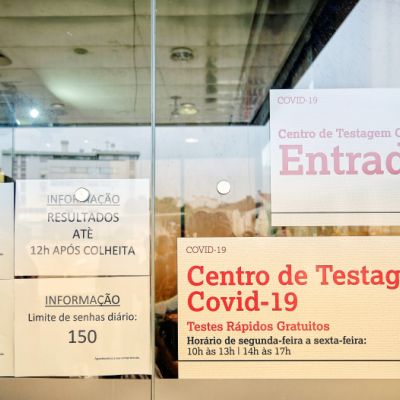 INFORMAÇÃO
RESULTADOS
ATÈ
12h APÓS COLHEITA
INFORMAÇÃO
Limite de senhas diário:
150
COVID-19
Centro de Testagem C
Entrad
COVID-19
Centro de Testag
Covid-19
Testes Rápidos Gratuitos
Horário de segunda-feira a sexta-feira:
10h às 13h | 14h às 17h